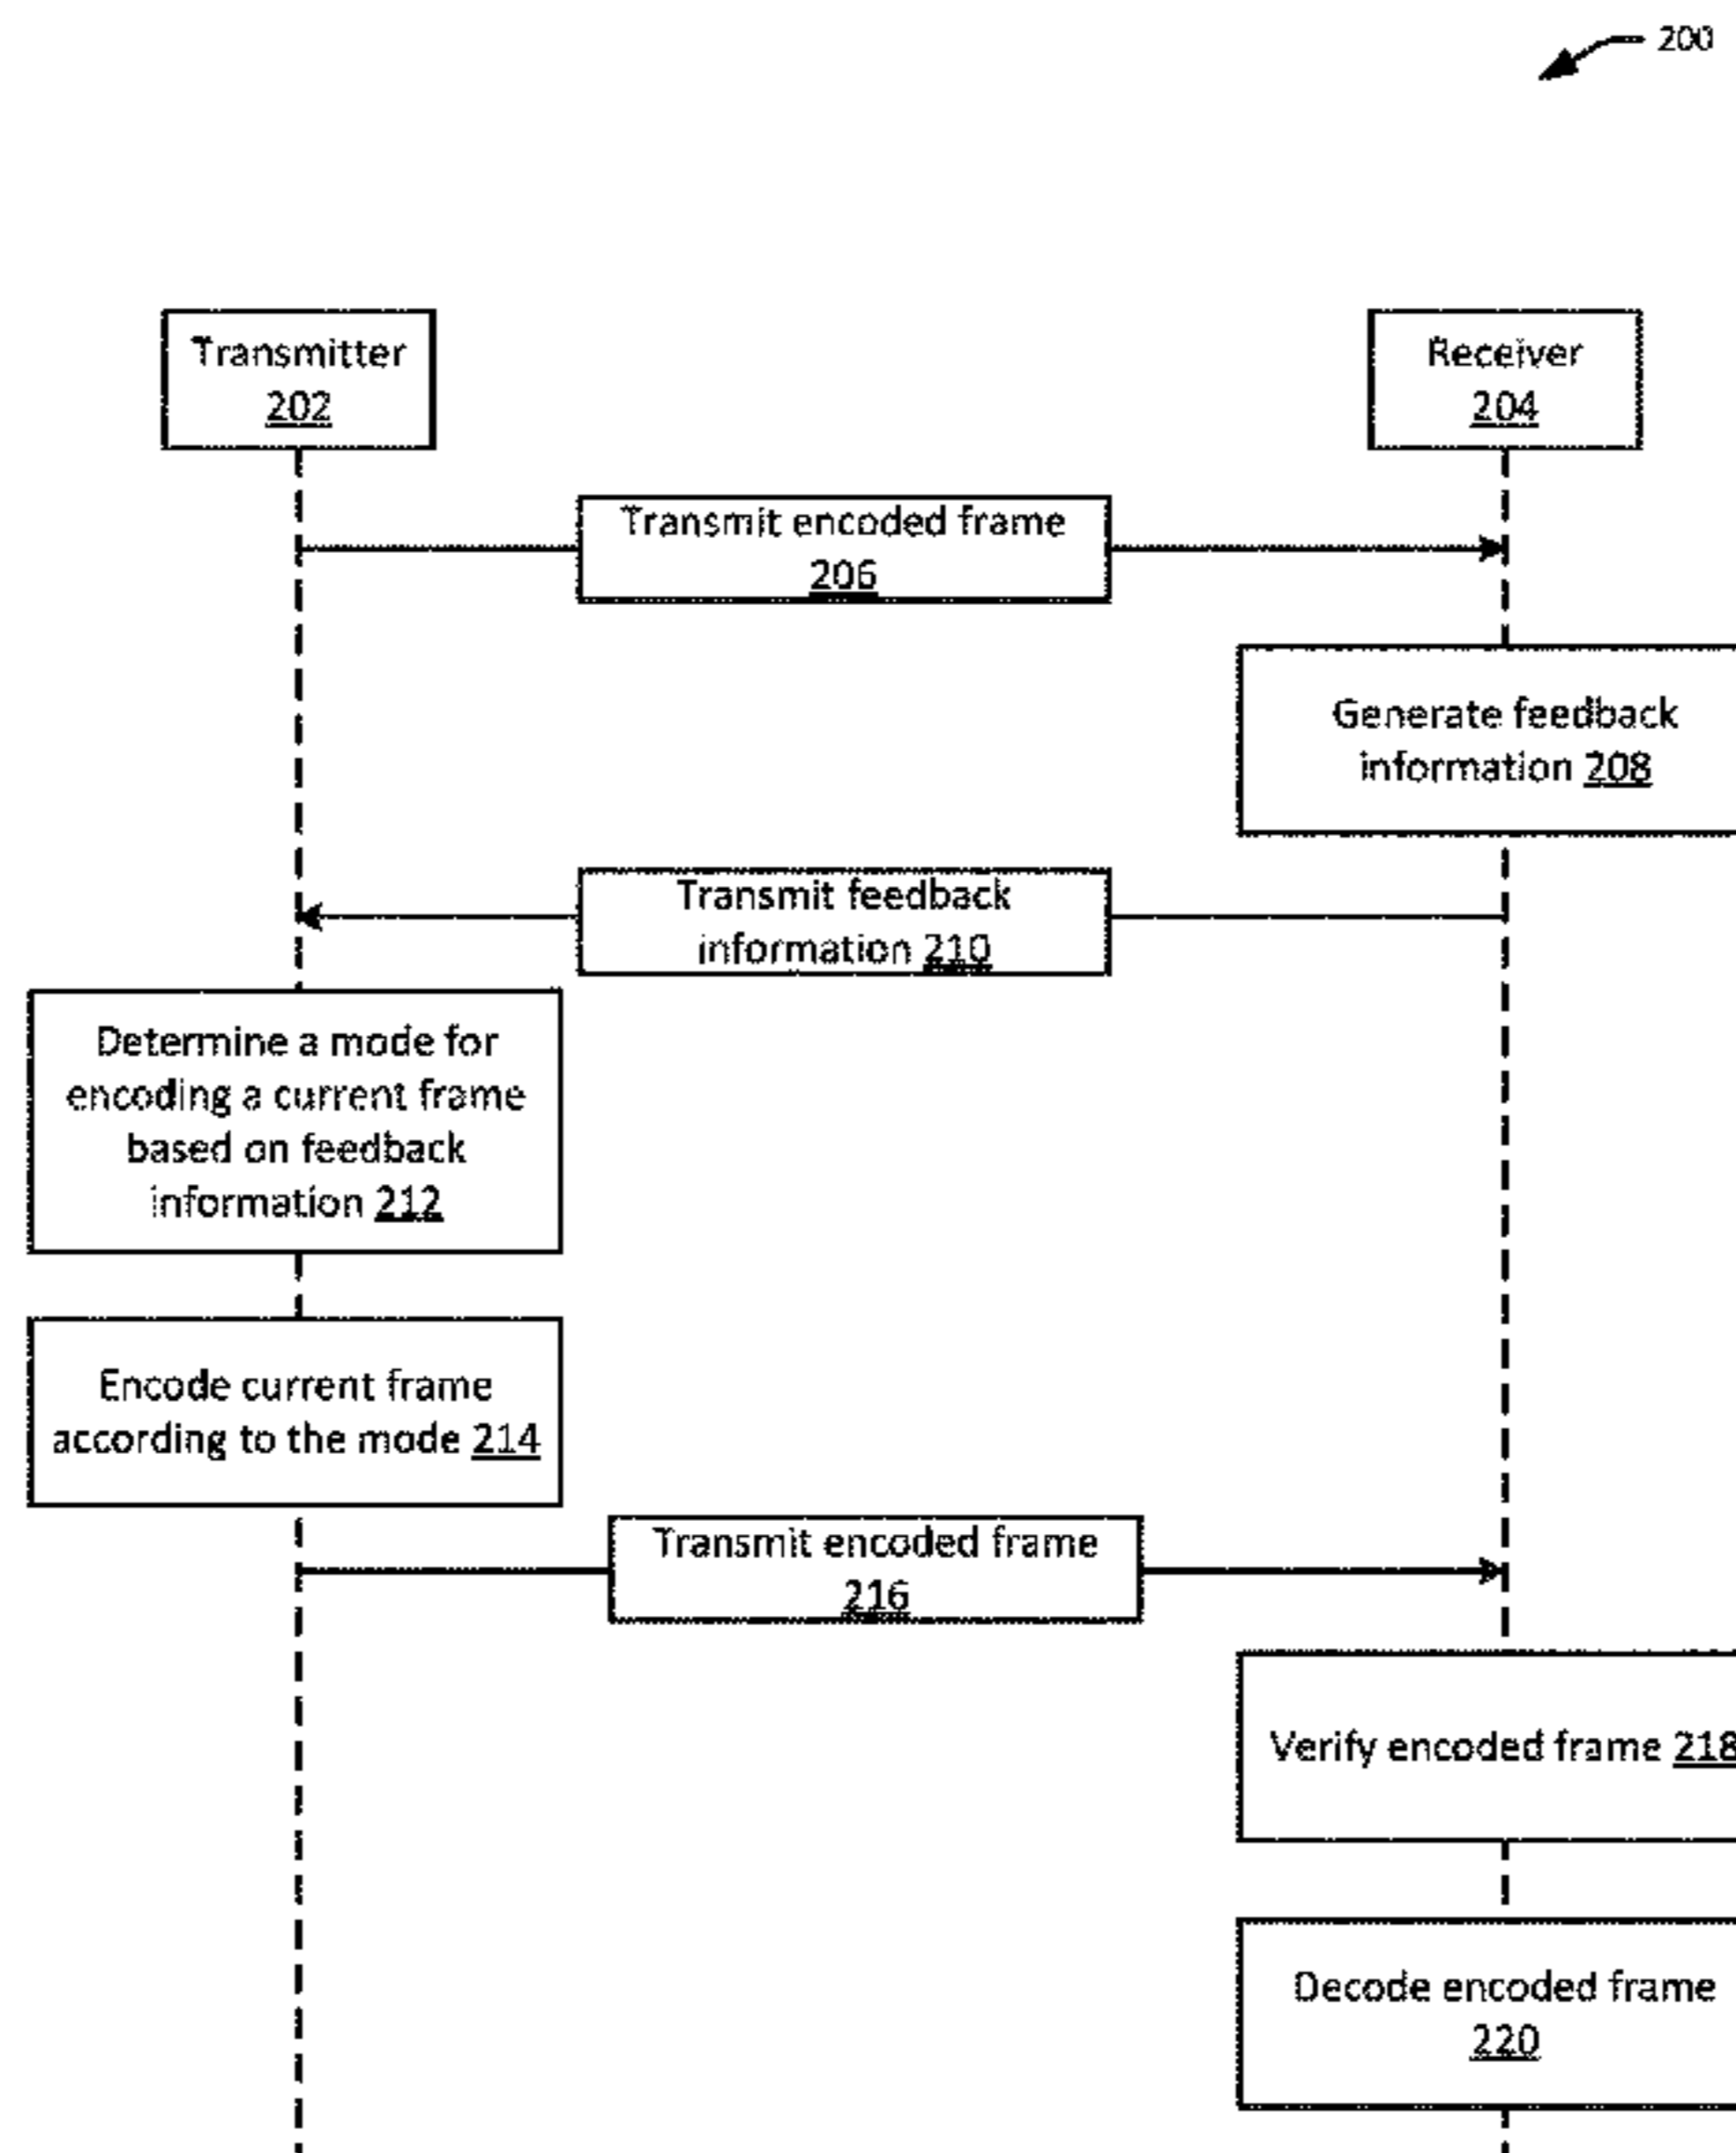 200
Transmitter
202
Receiver
204
Transmit encoded frame
206
Generate feedback
information 208
Transmit feedback
information 210
Determine a mode for
encoding a current frame
based on feedback
information 212
Encode current frame
according to the mode 214
Transmit encoded frame
216
Verify encoded frame 218
Decode encoded frame
220